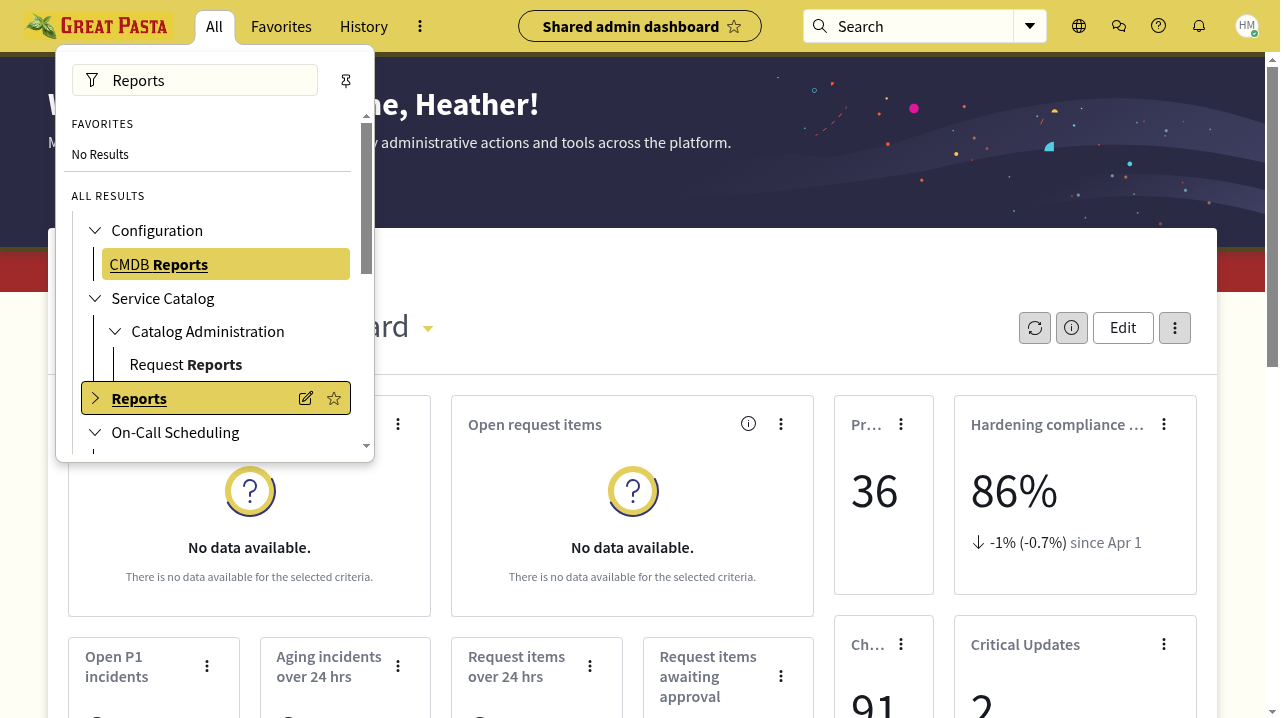 GREAT PASTA
All
Favorites
History
Shared admin dashboard
Search
HM
Reports
FAVORITES
No Results
ALL RESULTS
Configuration
CMDB Reports
Service Catalog
Catalog Administration
Request Reports
Reports
On-Call Scheduling
me, Heather!
administrative actions and tools across the platform.
Edit
Open request items
Pr...
Hardening compliance ...
36
86%
-1% (-0.7%) since Apr 1
No data available.
There is no data available for the selected criteria.
No data available.
There is no data available for the selected criteria.
Open P1
incidents
Aging incidents
over 24 hrs
Request items
over 24 hrs
Request items
awaiting
approval
Ch...
91
Critical Updates
2